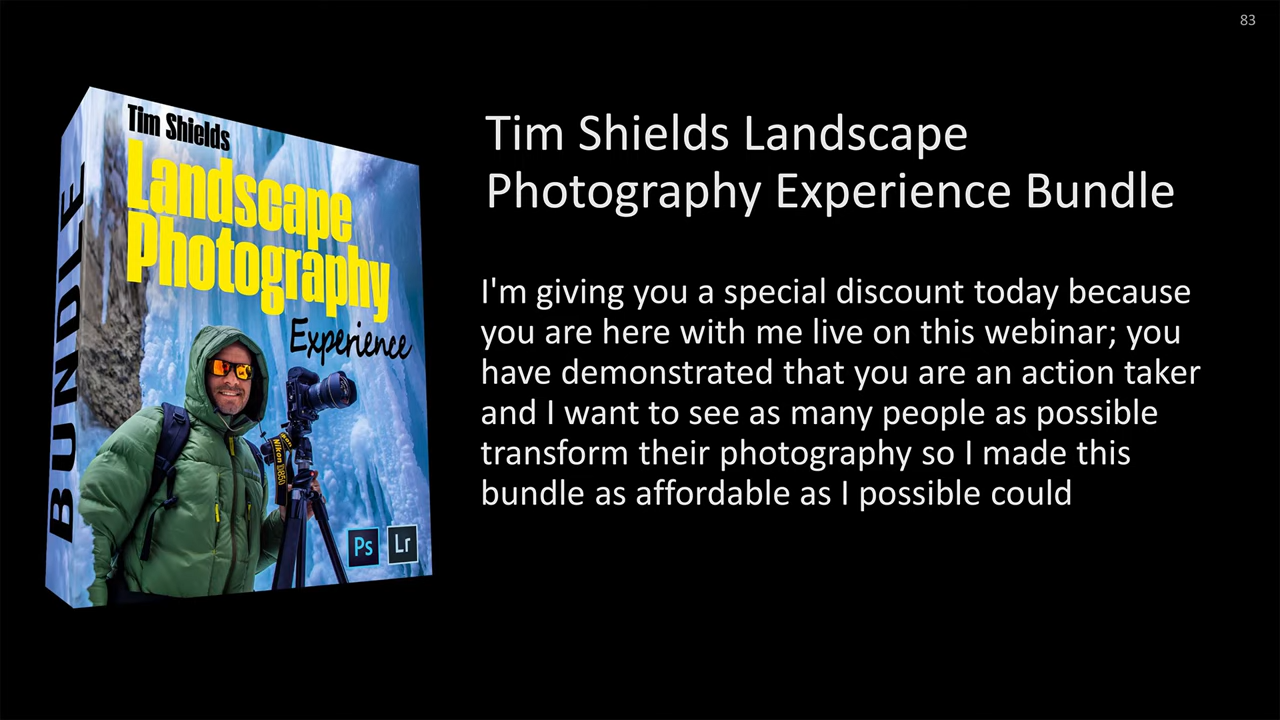 83
Tim Shields
Landscape
Photography
Experience
BUNDLE
Nikon D850
Ps
Lr
Tim Shields Landscape
Photography Experience Bundle
I'm giving you a special discount today because
you are here with me live on this webinar; you
have demonstrated that you are an action taker
and I want to see as many people as possible
transform their photography so I made this
bundle as affordable as I possible could